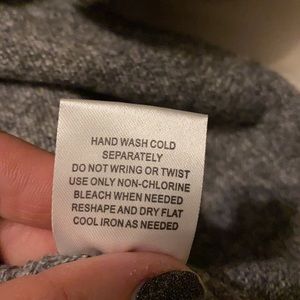 HAND WASH COLD
SEPARATELY
DO NOT WRING OR TWIST
USE ONLY NON-CHLORINE
BLEACH WHEN NEEDED
RESHAPE AND DRY FLAT
COOL IRON AS NEEDED